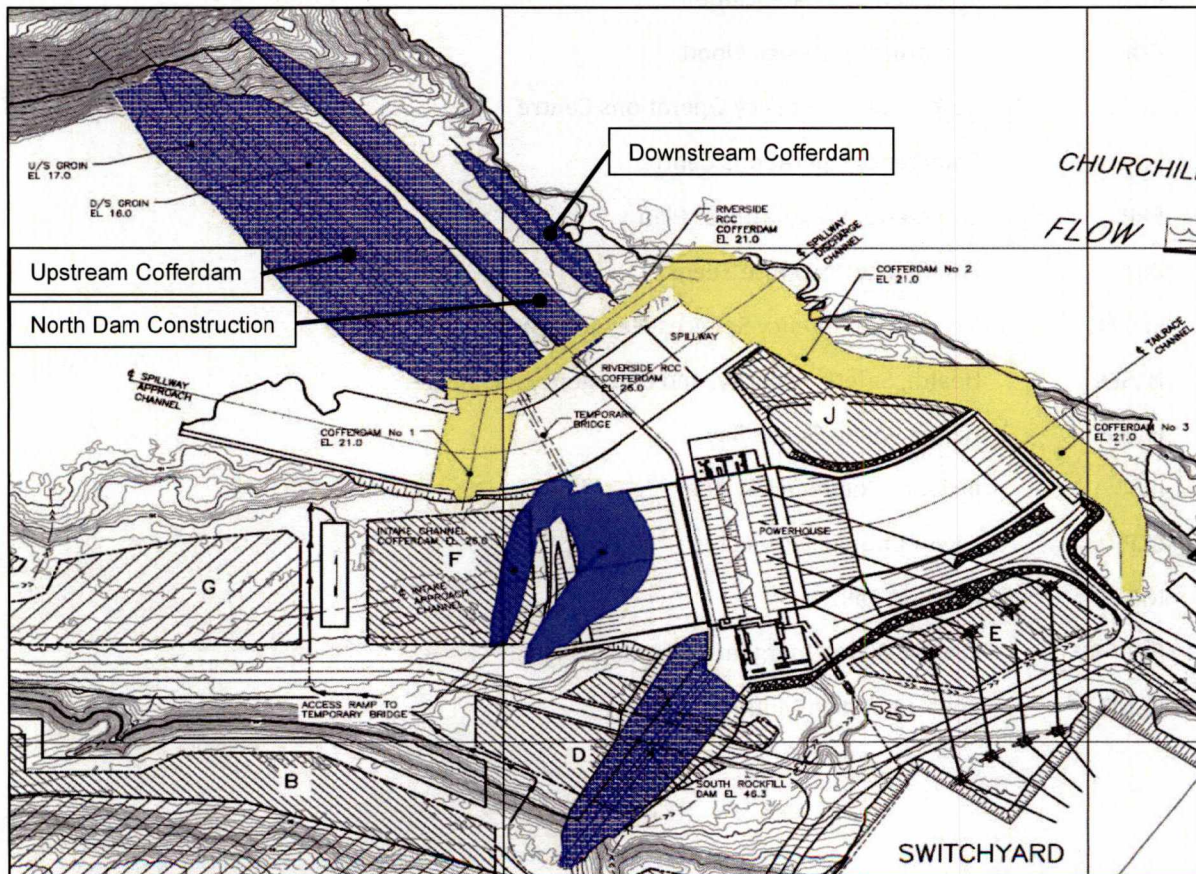 U/S GROIN
EL 17.0
D/S GROIN
EL 16.0
Downstream Cofferdam
CHURCHILL
FLOW
RIVERSIDE
RCC
COFFERDAM
EL 21.0
℄ SPILLWAY
DISCHARGE
CHANNEL
COFFERDAM No 2
EL 21.0
Upstream Cofferdam
North Dam Construction
℄ TAILRACE
CHANNEL
SPILLWAY
℄ SPILLWAY
APPROACH
CHANNEL
RIVERSIDE RCC
COFFERDAM
EL 26.0
TEMPORARY
BRIDGE
COFFERDAM No 1
EL 21.0
J
COFFERDAM No 3
EL 21.0
INTAKE CHANNEL
COFFERDAM EL 26.0
POWERHOUSE
F
G
℄ INTAKE
APPROACH
CHANNEL
E
ACCESS RAMP TO
TEMPORARY BRIDGE
D
B
SOUTH ROCKFILL
DAM EL 46.3
SWITCHYARD